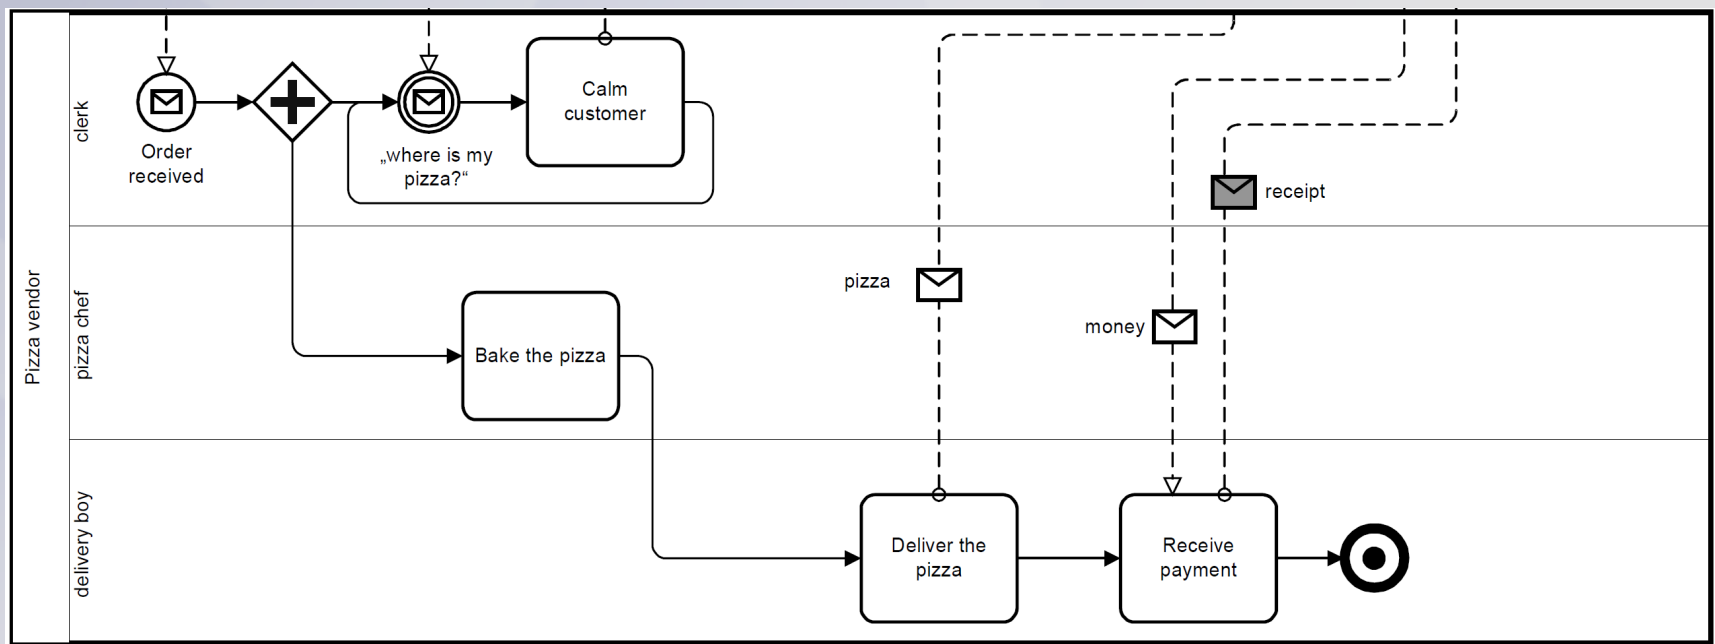 Pizza vendor
clerk
Order
received
„where is my
pizza?“
Calm
customer
receipt
pizza chef
Bake the pizza
pizza
money
delivery boy
Deliver the
pizza
Receive
payment